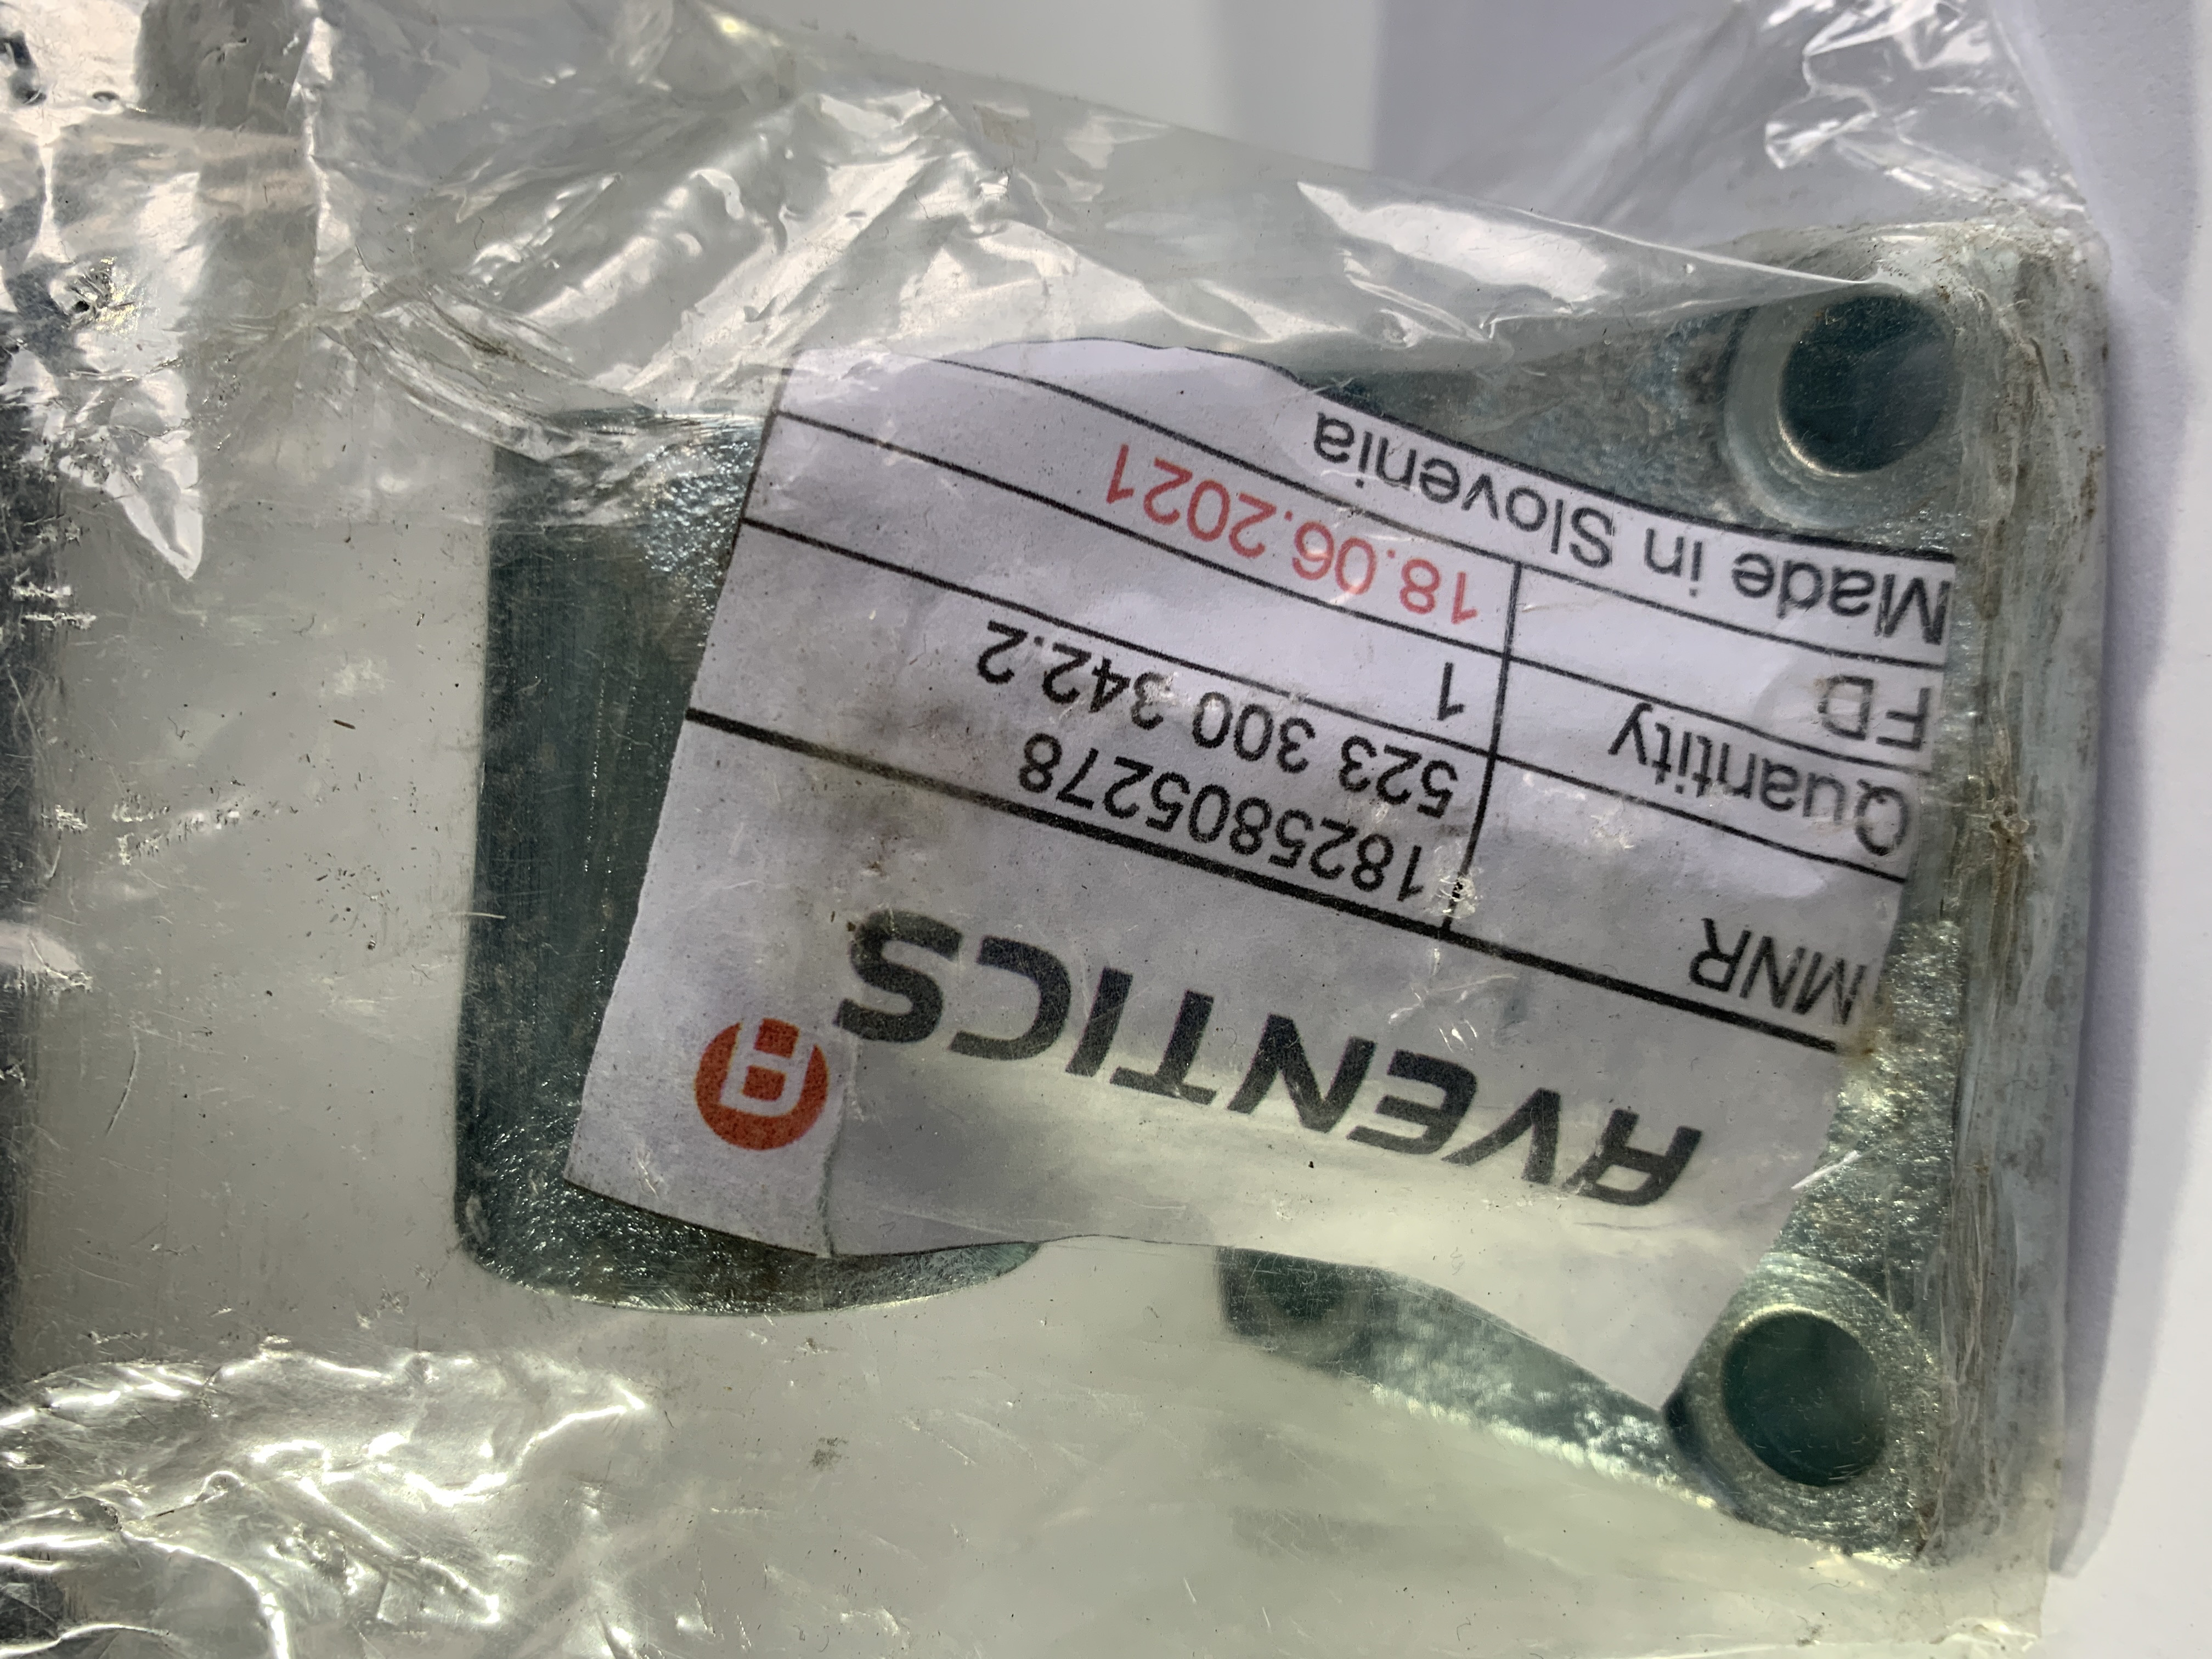 AVENTICS
MNR 1825805278
523 300 342.2
Quantity 1
FD 18.06.2021
Made in Slovenia